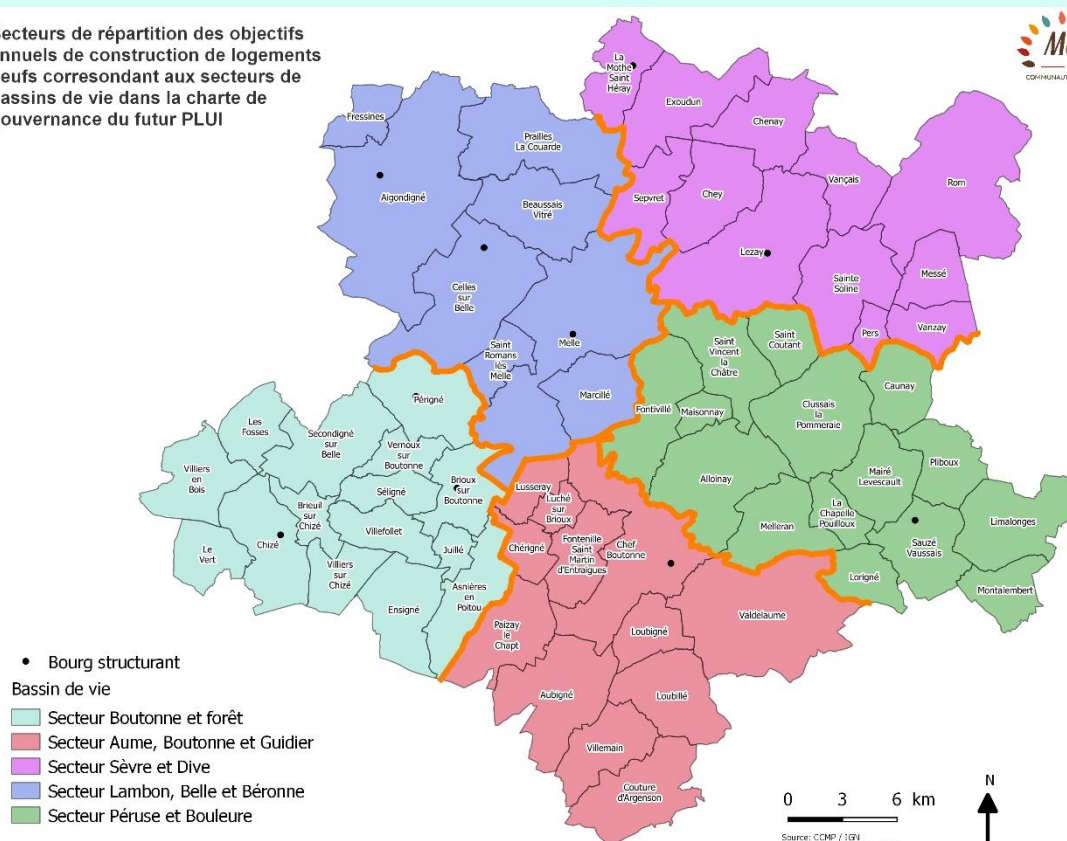 ecteurs de répartition des objectifs
nnuels de construction de logements
eufs corresondant aux secteurs de
assins de vie dans la charte de
ouvernance du futur PLUI
COMMUNAUT
La
Mothe
Saint
Héray
Exoudun
Chenay
Fressines
Prailles
La Couarde
Vançais
Rom
Aigondigné
Sepvret
Chey
Beaussais
Vitré
Lezay
Celles
sur
Belle
Sainte
Soline
Messé
Pers
Vanzay
Melle
Saint
Romans
lès
Melle
Saint
Vincent
la
Châtre
Saint
Coutant
Marcillé
Caunay
Périgné
Fontivillé
Maisonnay
Clussais
la
Pommeraie
Les
Fosses
Secondigné
sur
Belle
Vernoux
sur
Boutonne
Villiers
en
Bois
Séligné
Brioux
sur
Boutonne
Lusseray
Alloinay
Mairé
Levescault
Pliboux
Luché
sur
Brioux
Brieuil
sur
Chizé
La
Chapelle
Pouilloux
Melleran
Limalonges
Villefollet
Chizé
Le
Vert
Villiers
sur
Chizé
Juillé
Chérigné
Fontenille
Saint
Martin
d'Entraigues
Chef
Boutonne
Sauzé
Vaussais
Lorigné
Montalembert
Asnières
en
Poitou
Ensigné
Paizay
le
Chapt
Loubigné
Valdelaume
Aubigné
Loubillé
Villemain
Couture
d'Argenson
Bourg structurant
Bassin de vie
Secteur Boutonne et forêt
Secteur Aume, Boutonne et Guidier
Secteur Sèvre et Dive
Secteur Lambon, Belle et Béronne
Secteur Péruse et Bouleure
0 3 6 km
Source: CCMP / IGN
N